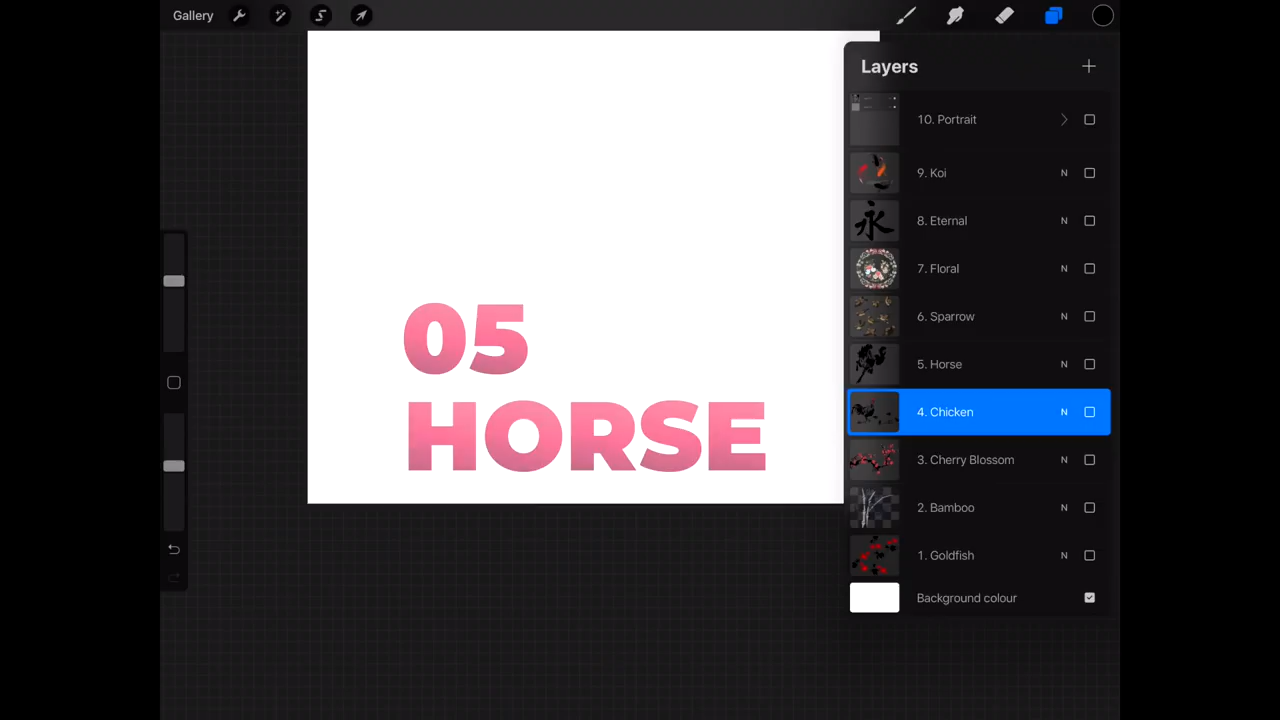 Gallery
Layers
10. Portrait
9. Koi N
8. Eternal N
永
7. Floral N
6. Sparrow N
05
5. Horse N
HORSE
4. Chicken N
3. Cherry Blossom N
2. Bamboo N
1. Goldfish N
Background colour